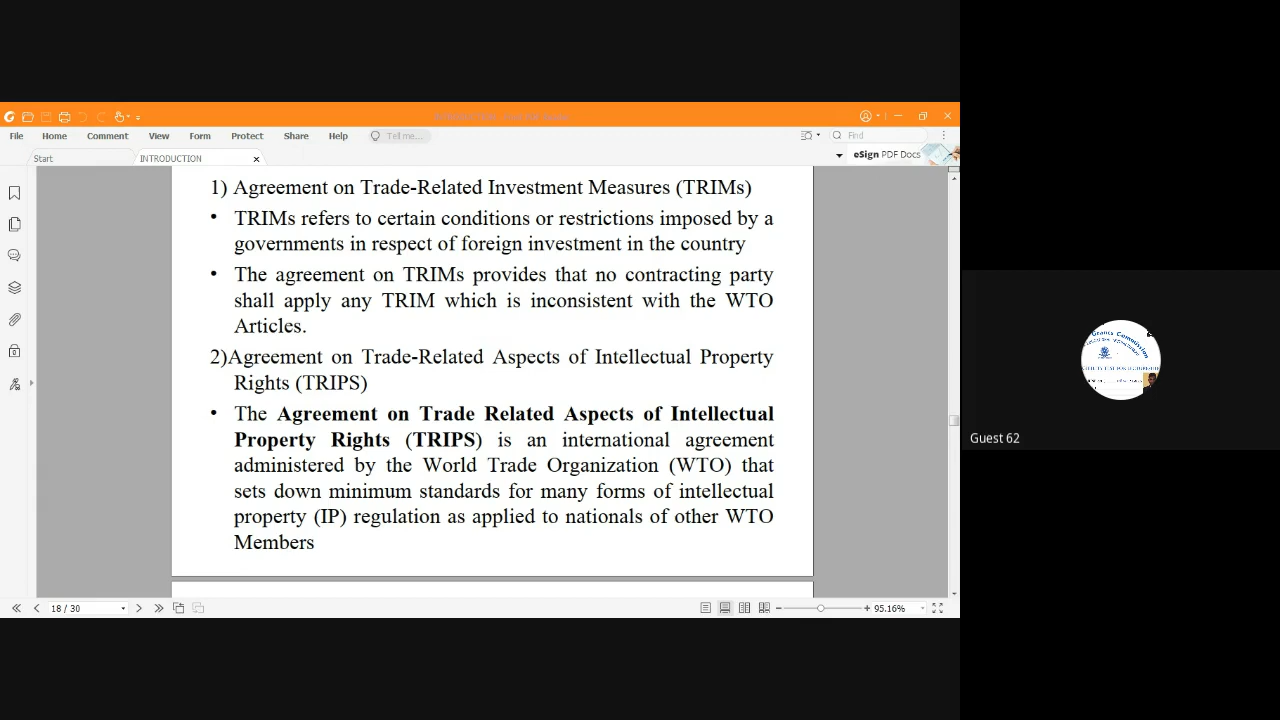 File Home Comment View Form Protect Share Help Tell me... Find
Start INTRODUCTION eSign PDF Docs
1) Agreement on Trade-Related Investment Measures (TRIMs)
• TRIMs refers to certain conditions or restrictions imposed by a
governments in respect of foreign investment in the country
• The agreement on TRIMs provides that no contracting party
shall apply any TRIM which is inconsistent with the WTO
Articles.
2)Agreement on Trade-Related Aspects of Intellectual Property
Rights (TRIPS)
• The Agreement on Trade Related Aspects of Intellectual
Property Rights (TRIPS) is an international agreement
administered by the World Trade Organization (WTO) that
sets down minimum standards for many forms of intellectual
property (IP) regulation as applied to nationals of other WTO
Members
18 / 30 95.16%
Grants Commission
Guest 62